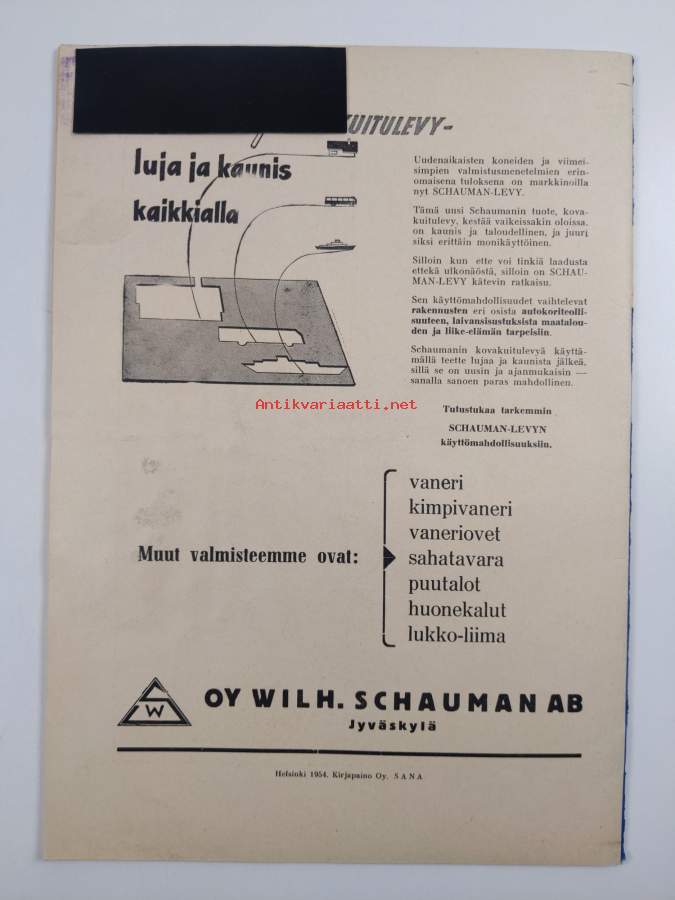 KUITULEVY-
luja ja kaunis
kaikkialla
Uudenaikaisten koneiden ja viimei-
simpien valmistusmenetelmien erin-
omaisena tuloksena on markkinoilla
nyt SCHAUMAN-LEVY.
Tämä uusi Schaumanin tuote, kova-
kuitulevy, kestää vaikeissakin oloissa,
on kaunis ja taloudellinen, ja juuri
siksi erittäin monikäyttöinen.
Silloin kun ette voi tinkiä laadusta
ettekä ulkonäöstä, silloin on SCHAU-
MAN-LEVY kätevin ratkaisu.
Sen käyttömahdollisuudet vaihtelevat
rakennusten eri osista autokoriteolli-
suuteen, laivansisustuksista maatalou-
den ja liike-elämän tarpeisiin.
Schaumanin kovakuitulevyä käyttä-
mällä teette lujaa ja kaunista jälkeä,
sillä se on uusin ja ajanmukaisin —
sanalla sanoen paras mahdollinen.
Antikvariaatti.net
Tutustukaa tarkemmin
SCHAUMAN-LEVYN
käyttömahdollisuuksiin.
Muut valmisteemme ovat:
vaneri
kimpivaneri
vaneriovet
sahatavara
puutalot
huonekalut
lukko-liima
SW
OY WILH. SCHAUMAN AB
Jyväskylä
Helsinki 1954. Kirjapaino Oy. SANA